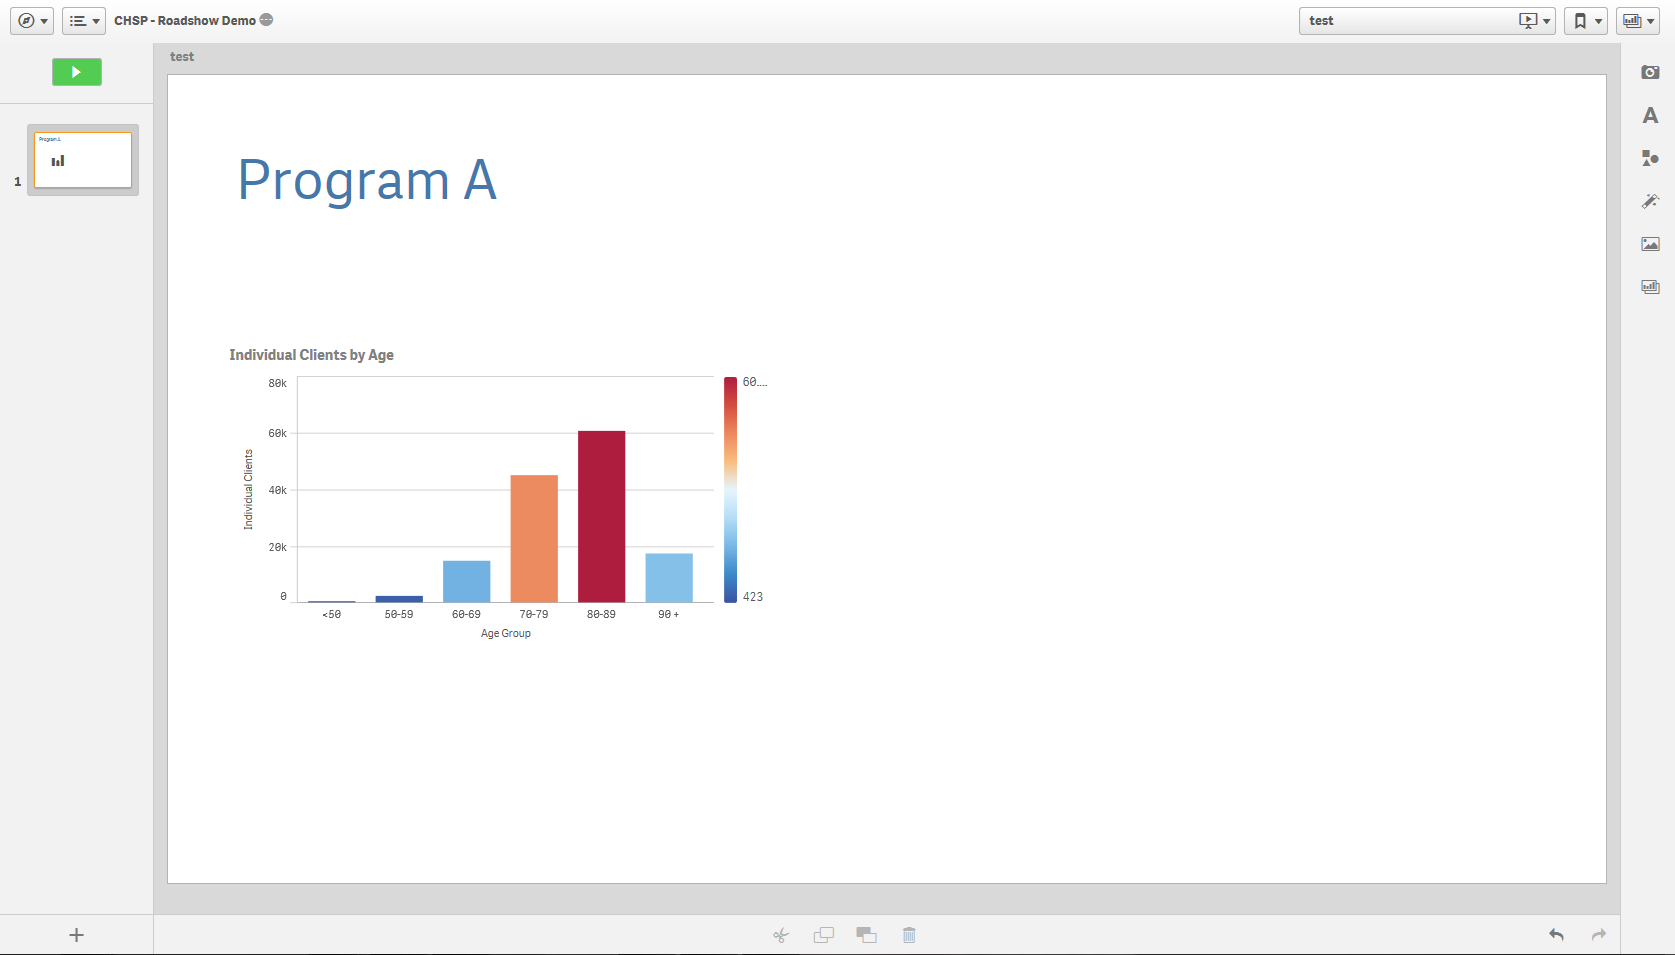 CHSP - Roadshow Demo
test
test
Program A
1
Program A
Individual Clients by Age
80k
60k
40k
20k
0
Individual Clients
<50
50-59
60-69
70-79
80-89
90 +
Age Group
60....
423